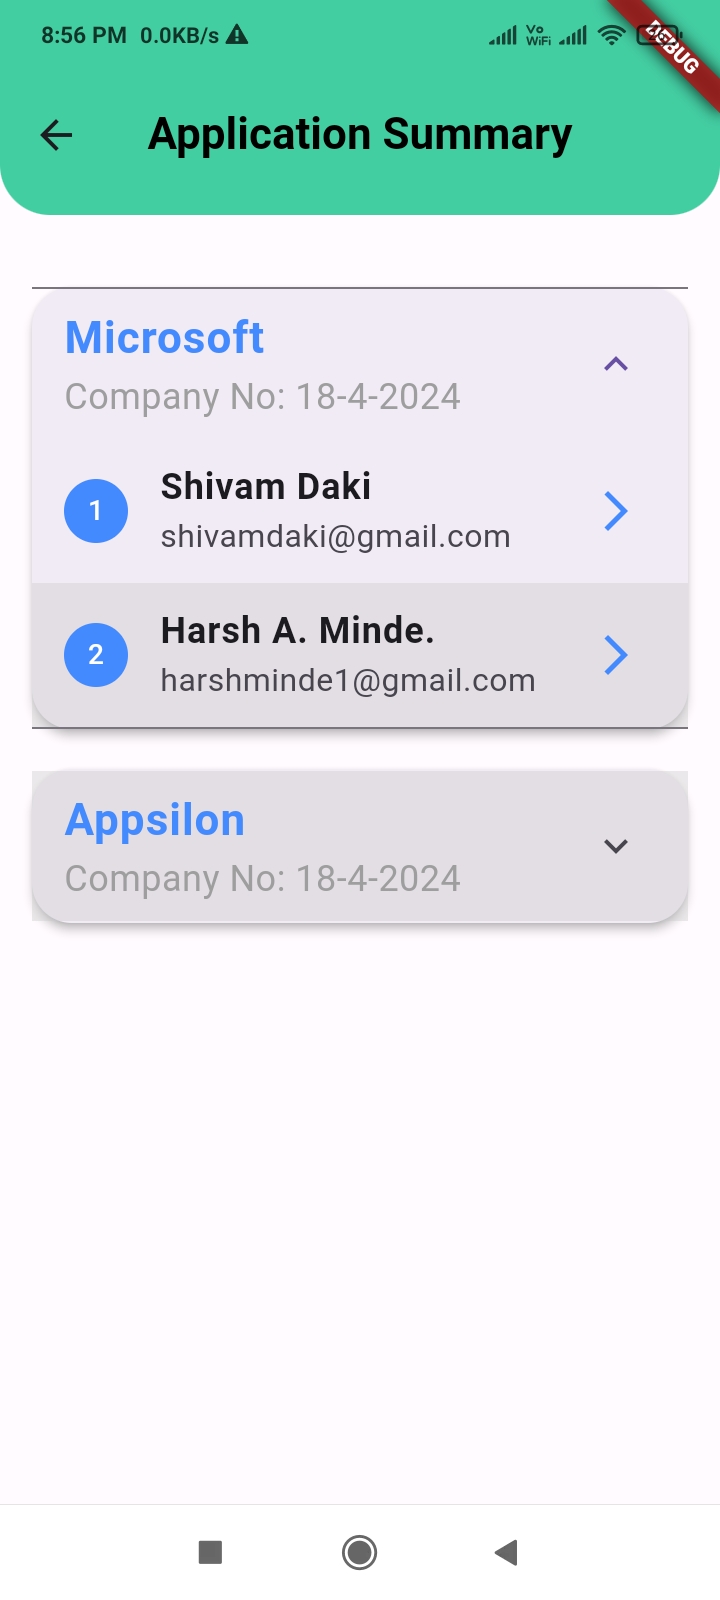 8:56 PM 0.0KB/s
Vo
WiFi
DEBUG
Application Summary
Microsoft
Company No: 18-4-2024
1
Shivam Daki
shivamdaki@gmail.com
2
Harsh A. Minde.
harshminde1@gmail.com
Appsilon
Company No: 18-4-2024